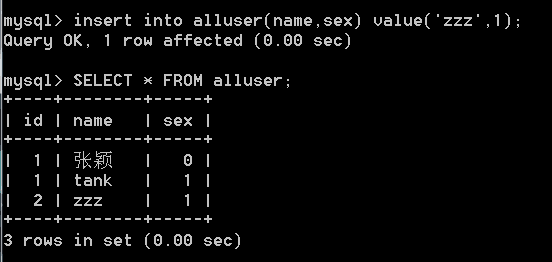 mysql> insert into alluser(name,sex) value('zzz',1);
Query OK, 1 row affected (0.00 sec)
mysql> SELECT * FROM alluser;
+----+--------+-----+
| id | name   | sex |
+----+--------+-----+
|  1 | 张颖   |   0 |
|  1 | tank   |   1 |
|  2 | zzz    |   1 |
+----+--------+-----+
3 rows in set (0.00 sec)